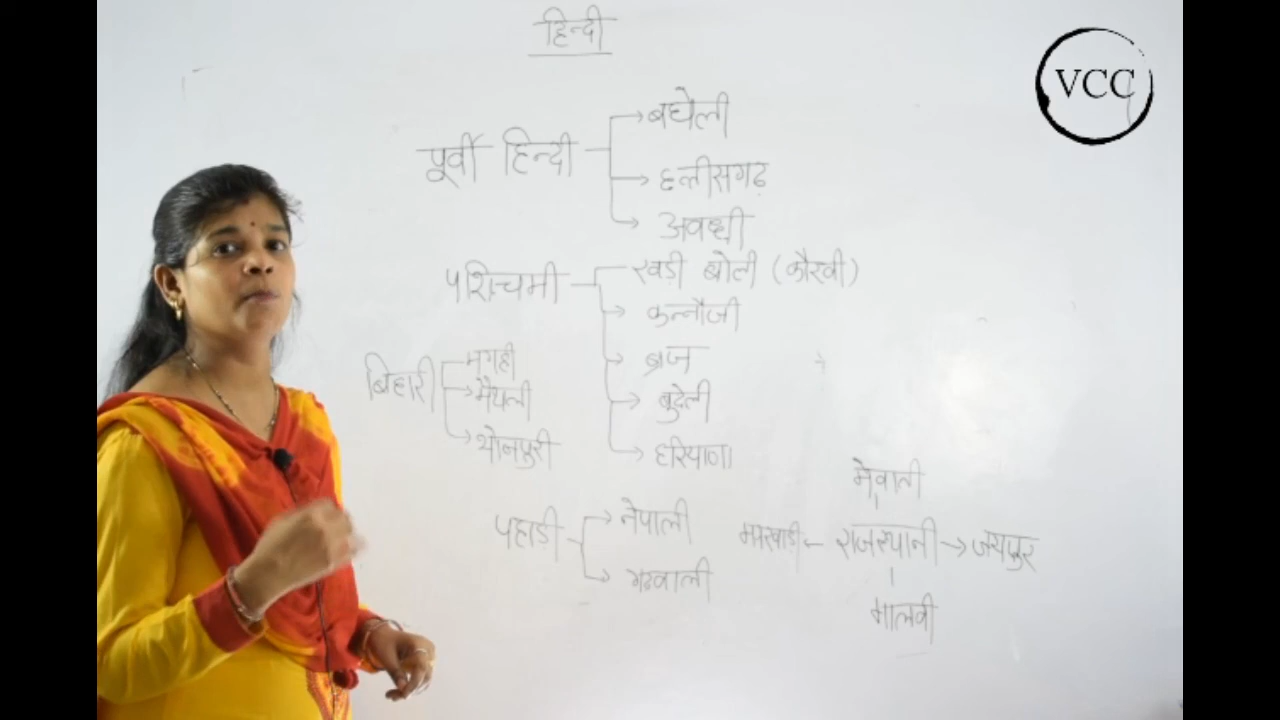 हिन्दी
VCC
पूर्वी हिन्दी
बघेली
छत्तीसगढ़
अवधी
पश्चिमी
खड़ी बोली (कौरवी)
कन्नौजी
ब्रज
बुदेली
हरियाणा
बिहारी
मगही
मैथली
भोजपुरी
पहाड़ी
नेपाली
गढवाली
मेवाती
मारवाड़ी
राजस्थानी
जयपुर
मालवी